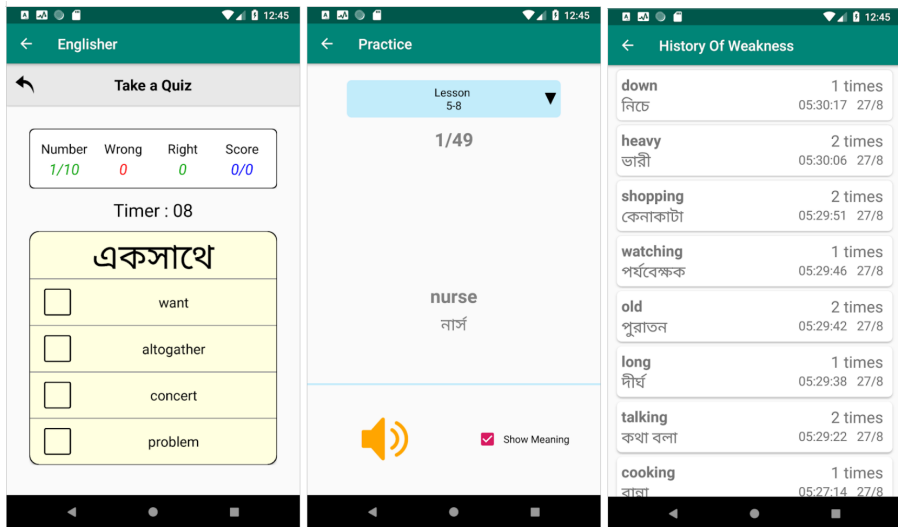 12:45
Englisher
Take a Quiz
Number Wrong Right Score
1/10 0 0 0/0
Timer : 08
একসাথে
want
altogather
concert
problem
12:45
Practice
Lesson
5-8
1/49
nurse
নার্স
Show Meaning
12:45
History Of Weakness
down 1 times
নিচে 05:30:17 27/8
heavy 2 times
ভারী 05:30:06 27/8
shopping 2 times
কেনাকাটা 05:29:51 27/8
watching 1 times
পর্যবেক্ষক 05:29:46 27/8
old 2 times
পুরাতন 05:29:42 27/8
long 1 times
দীর্ঘ 05:29:38 27/8
talking 2 times
কথা বলা 05:29:22 27/8
cooking 1 times
রান্না 05:27:14 27/8